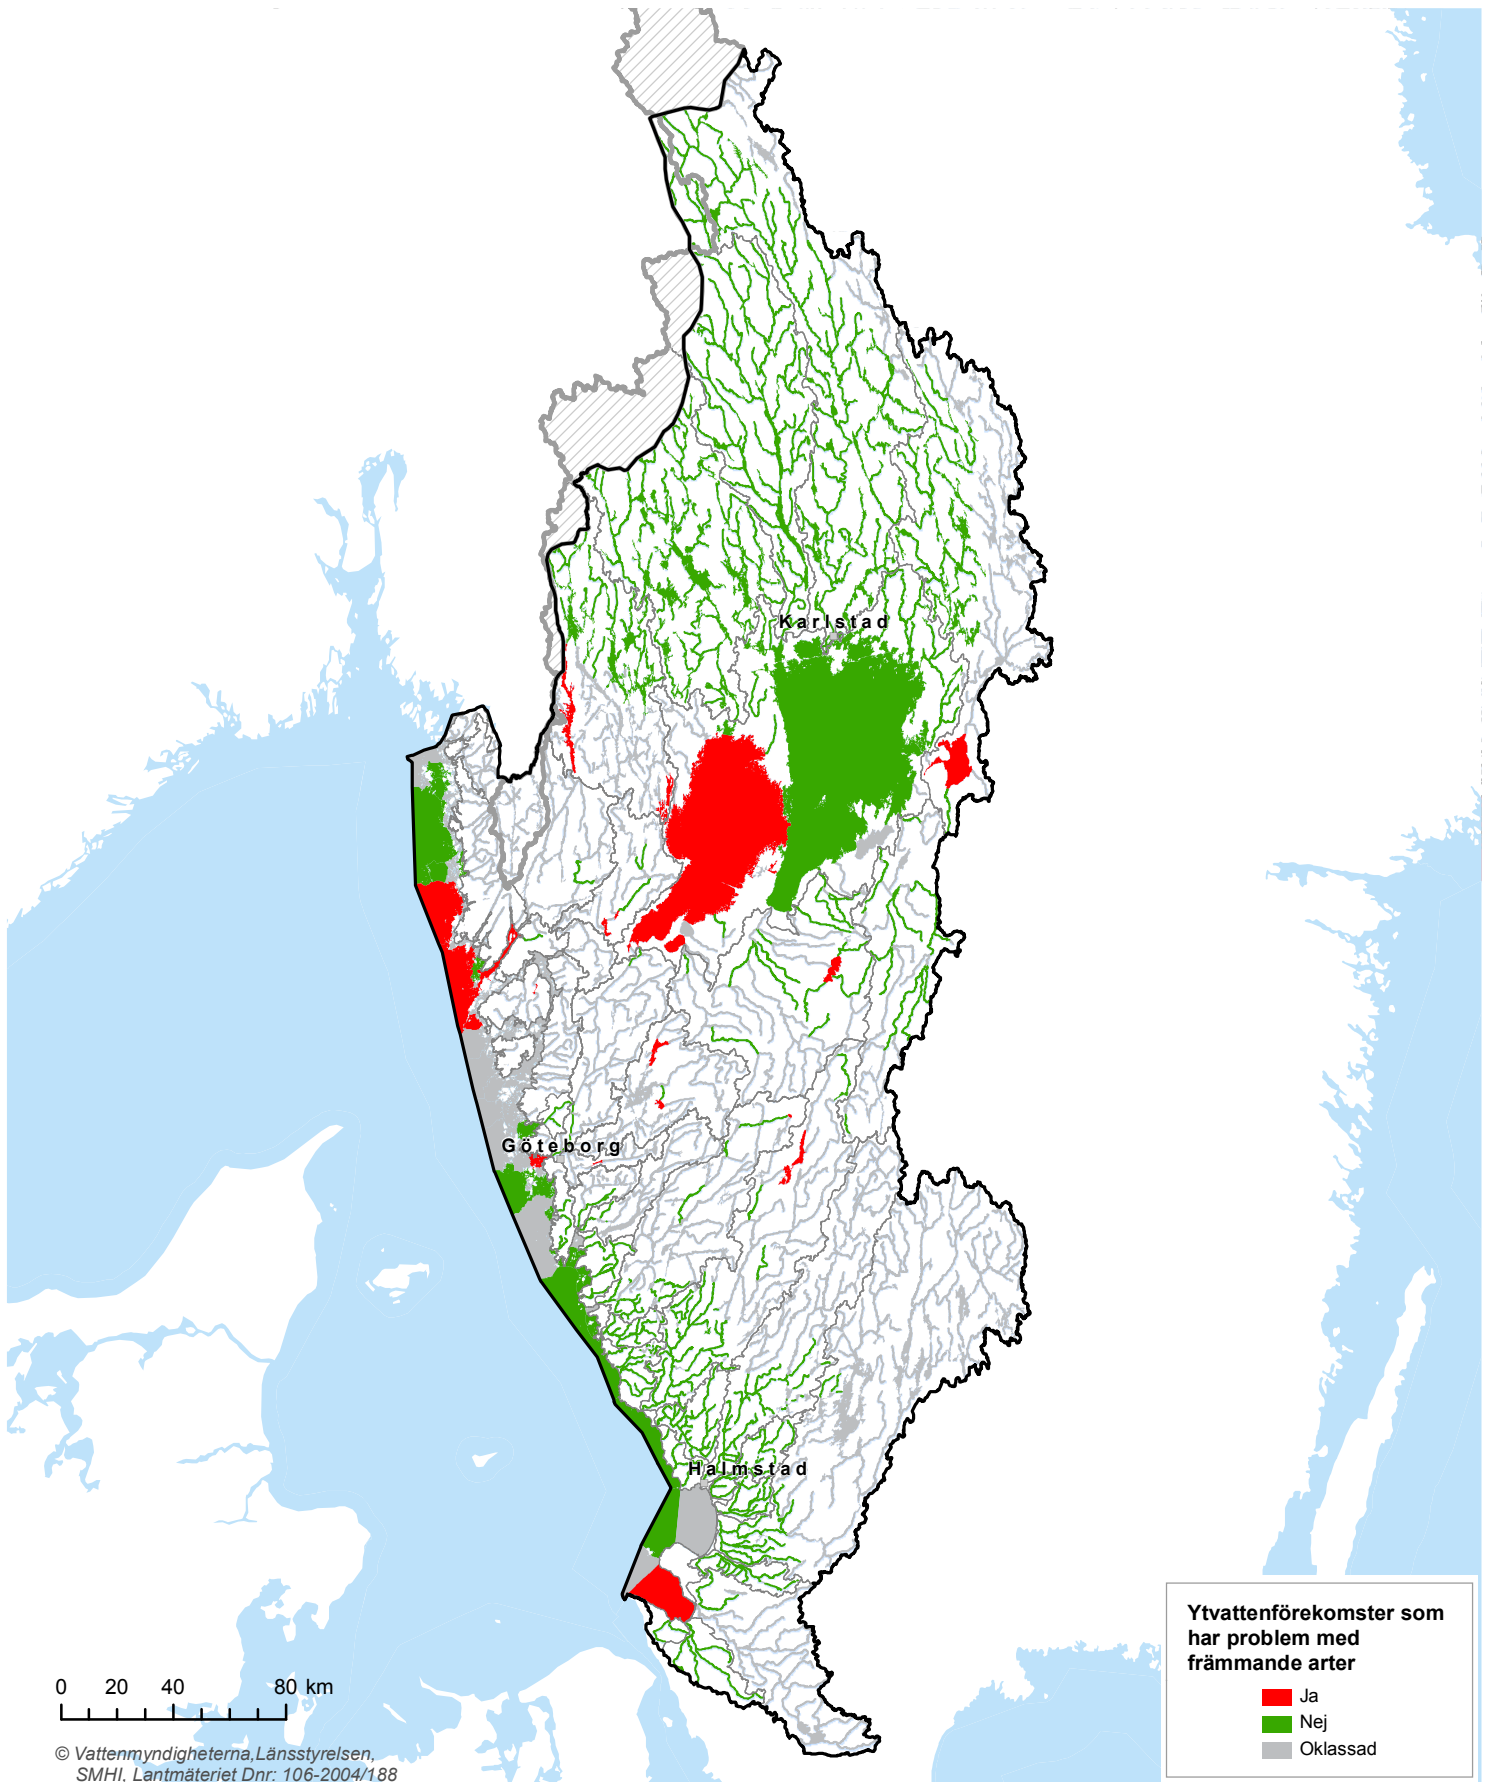 Karlstad
Göteborg
Halmstad
0 20 40 80 km
© Vattenmyndigheterna,Länsstyrelsen,
SMHI, Lantmäteriet Dnr: 106-2004/188
Ytvattenförekomster som
har problem med
främmande arter
Ja
Nej
Oklassad